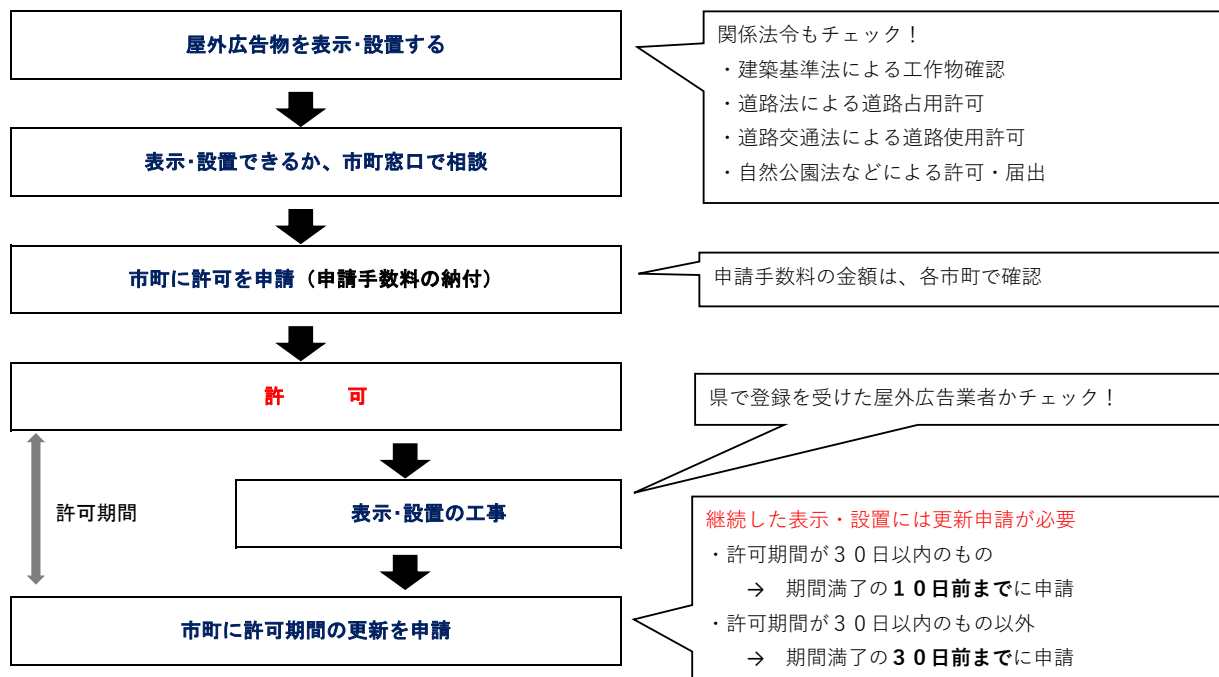 屋外広告物を表示･設置する
関係法令もチェック！
・建築基準法による工作物確認
・道路法による道路占用許可
・道路交通法による道路使用許可
・自然公園法などによる許可・届出
表示･設置できるか、市町窓口で相談
市町に許可を申請（申請手数料の納付）
申請手数料の金額は、各市町で確認
許　　可
県で登録を受けた屋外広告業者かチェック！
許可期間
表示･設置の工事
継続した表示・設置には更新申請が必要
・許可期間が３０日以内のもの
→　期間満了の１０日前までに申請
・許可期間が３０日以内のもの以外
→　期間満了の３０日前までに申請
市町に許可期間の更新を申請